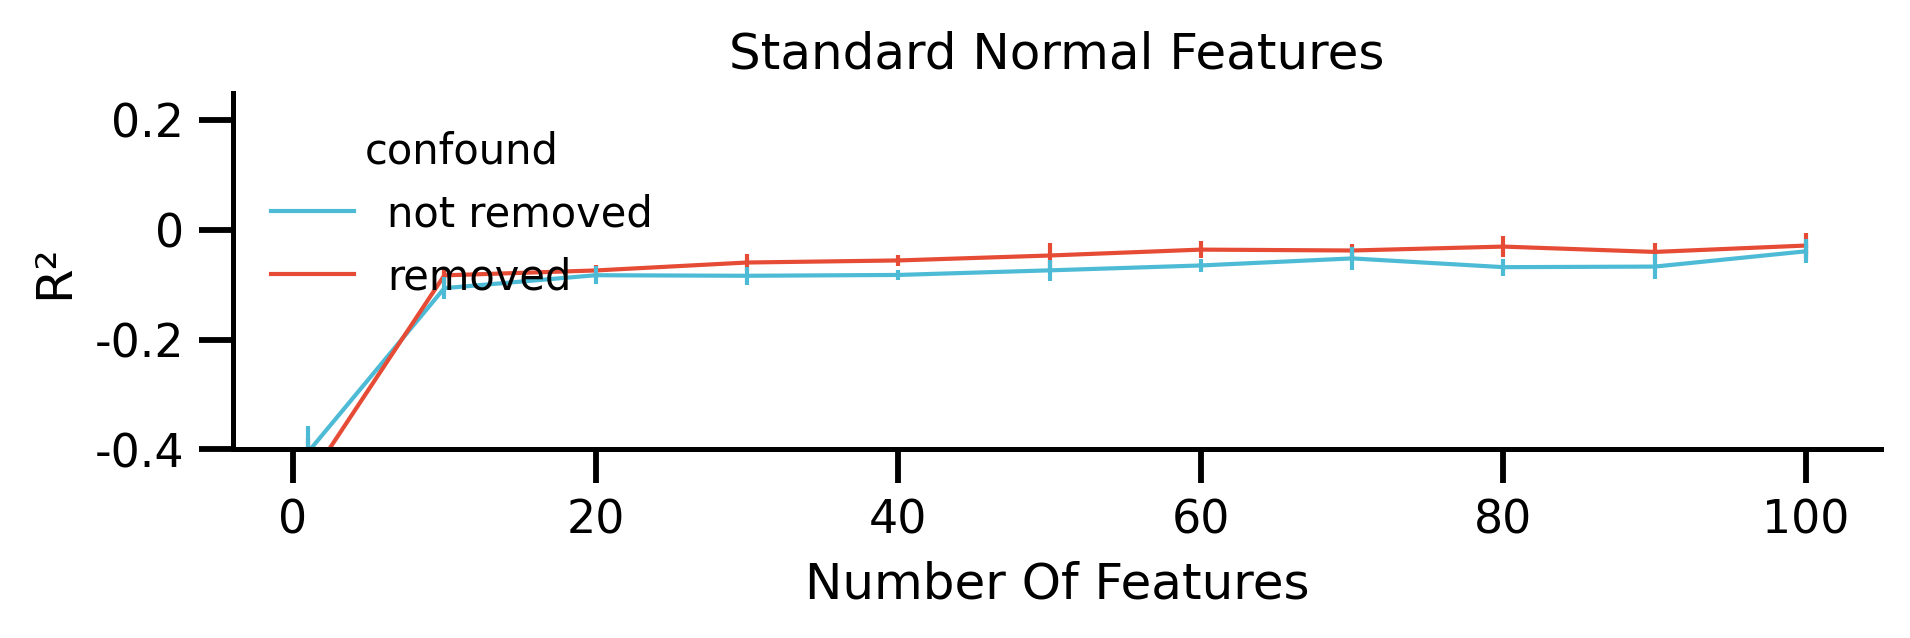 Standard Normal Features
0.2
0
-0.2
-0.4
R²
confound
not removed
removed
0 20 40 60 80 100
Number Of Features